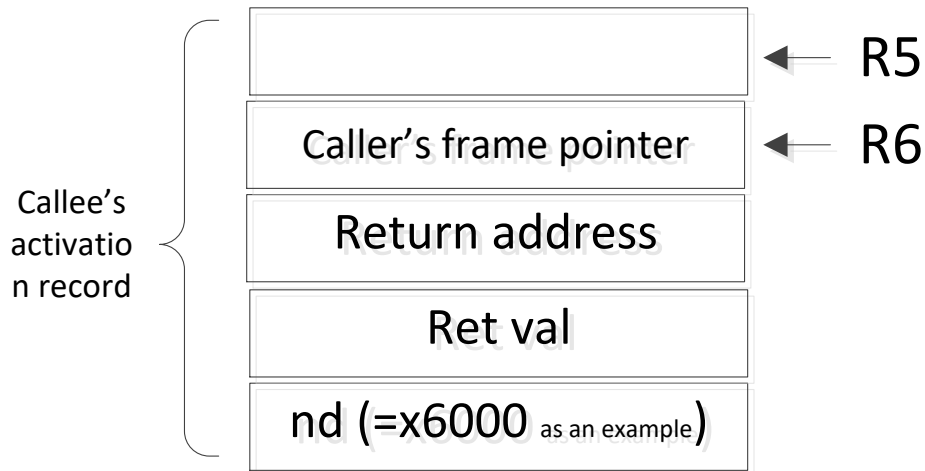 R5
Caller's frame pointer
R6
Callee's
activatio
n record
Return address
Ret val
nd (=x6000 as an example)